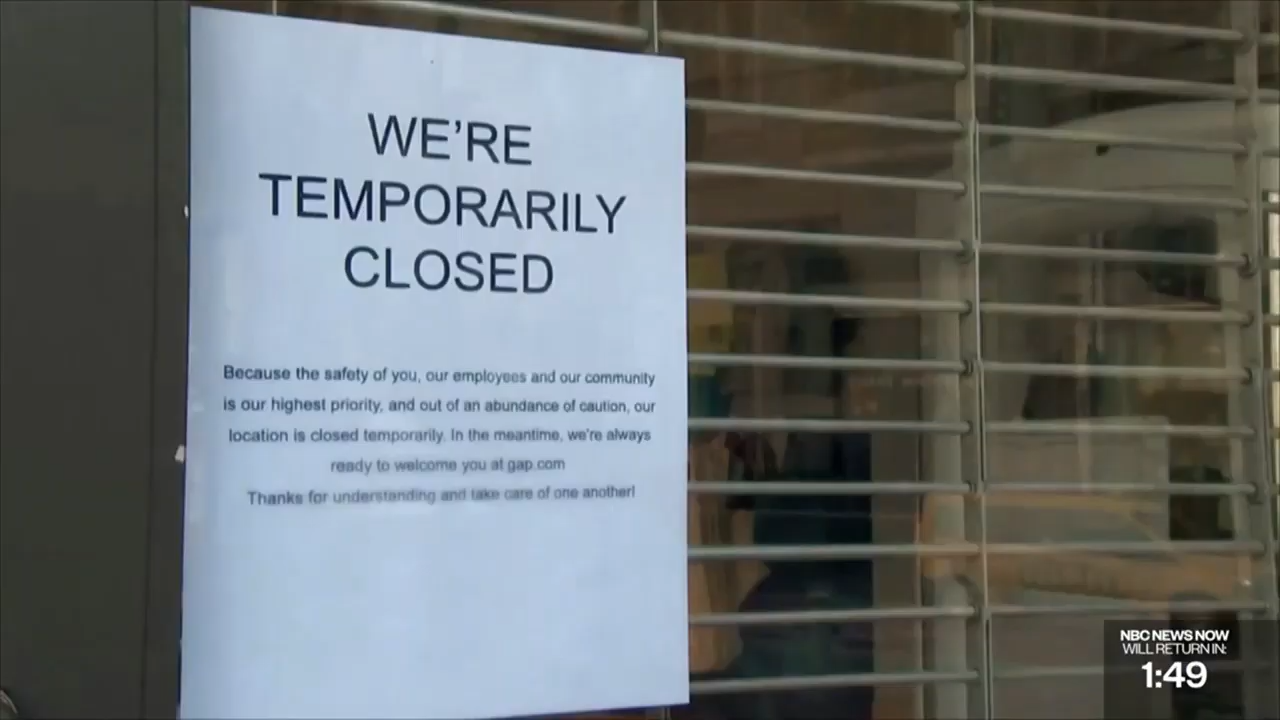 WE'RE
TEMPORARILY
CLOSED
Because the safety of you, our employees and our community
is our highest priority, and out of an abundance of caution, our
location is closed temporarily. In the meantime, we're always
ready to welcome you at gap.com
Thanks for understanding and take care of one another!
NBC NEWS NOW
WILL RETURN IN:
1:49